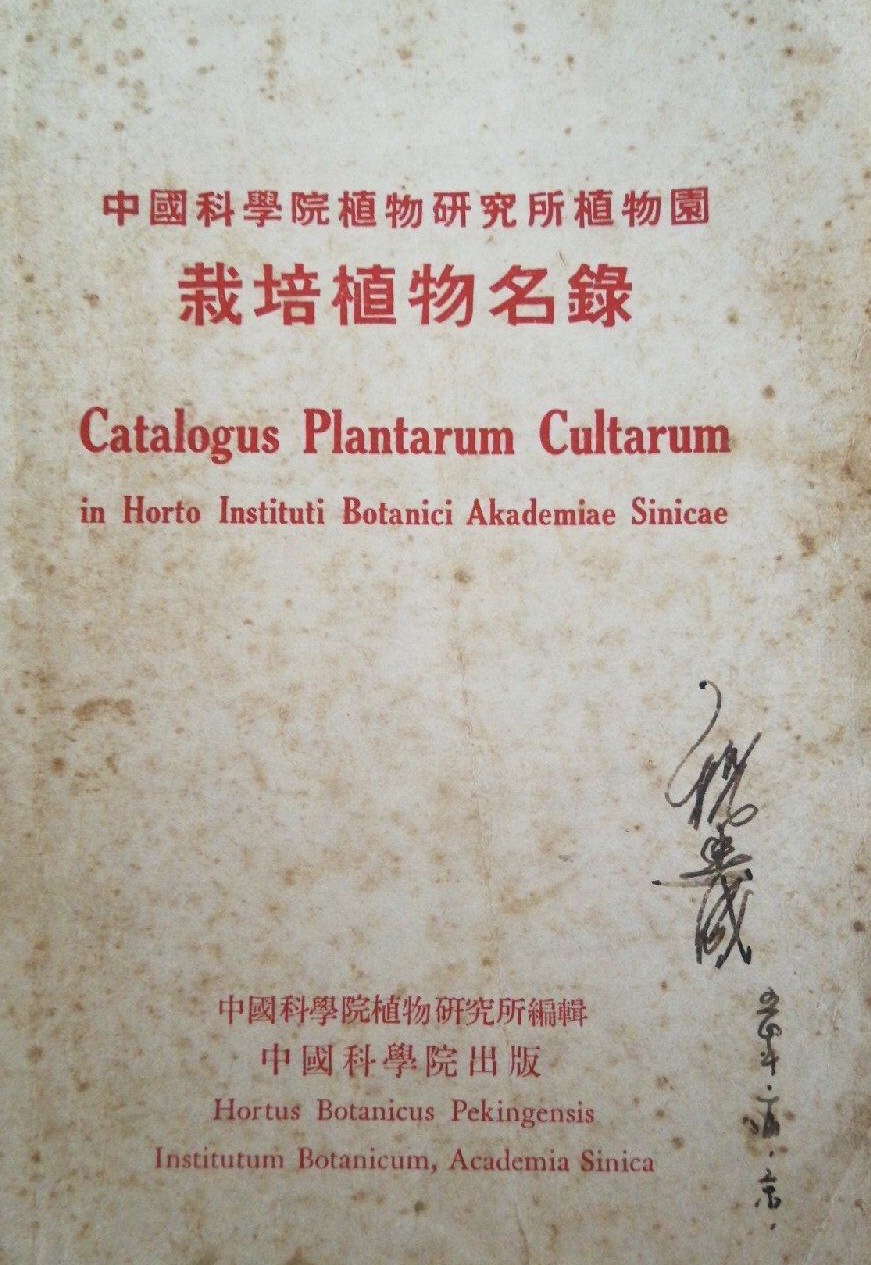 中國科學院植物研究所植物園
栽培植物名錄
Catalogus Plantarum Cultarum
in Horto Instituti Botanici Akademiae Sinicae
中國科學院植物研究所編輯
中國科學院出版
Hortus Botanicus Pekingensis
Institutum Botanicum, Academia Sinica